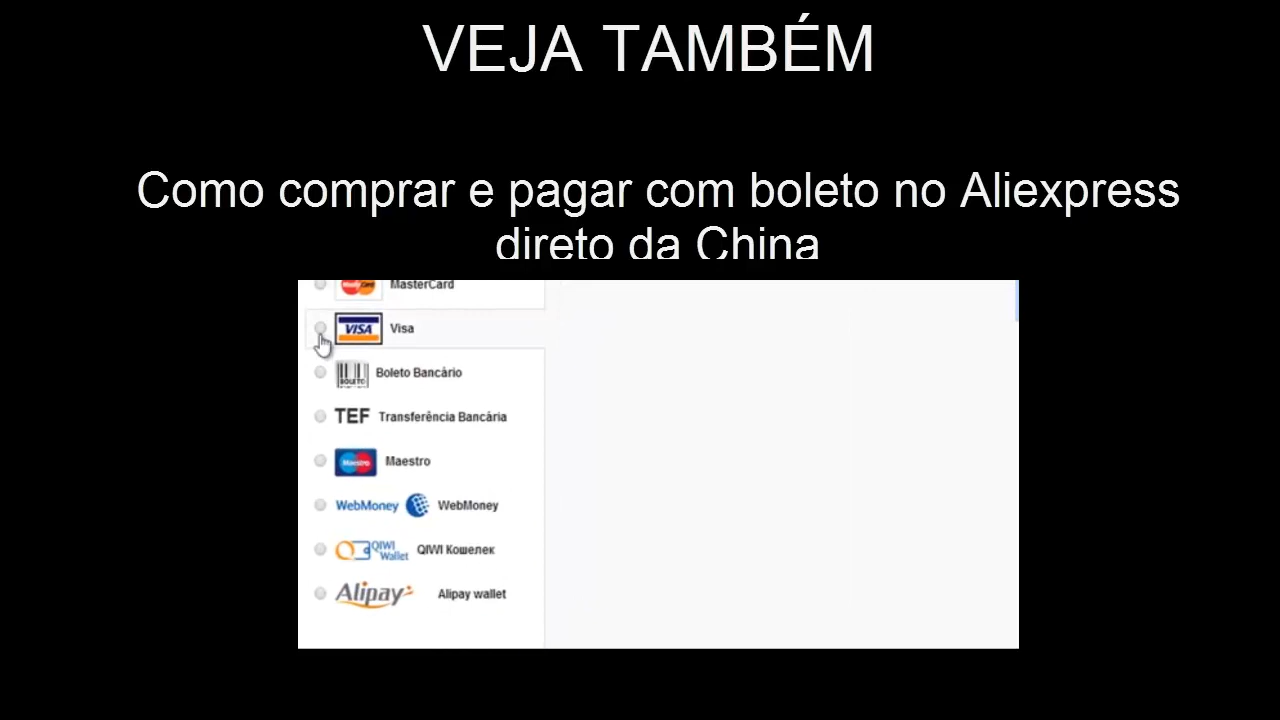 VEJA TAMBÉM
Como comprar e pagar com boleto no Aliexpress
direto da China
MasterCard
VISA Visa
BOLETO Boleto Bancário
TEF Transferência Bancária
Maestro Maestro
WebMoney WebMoney
QIWI Wallet QIWI Кошелек
Alipay Alipay wallet